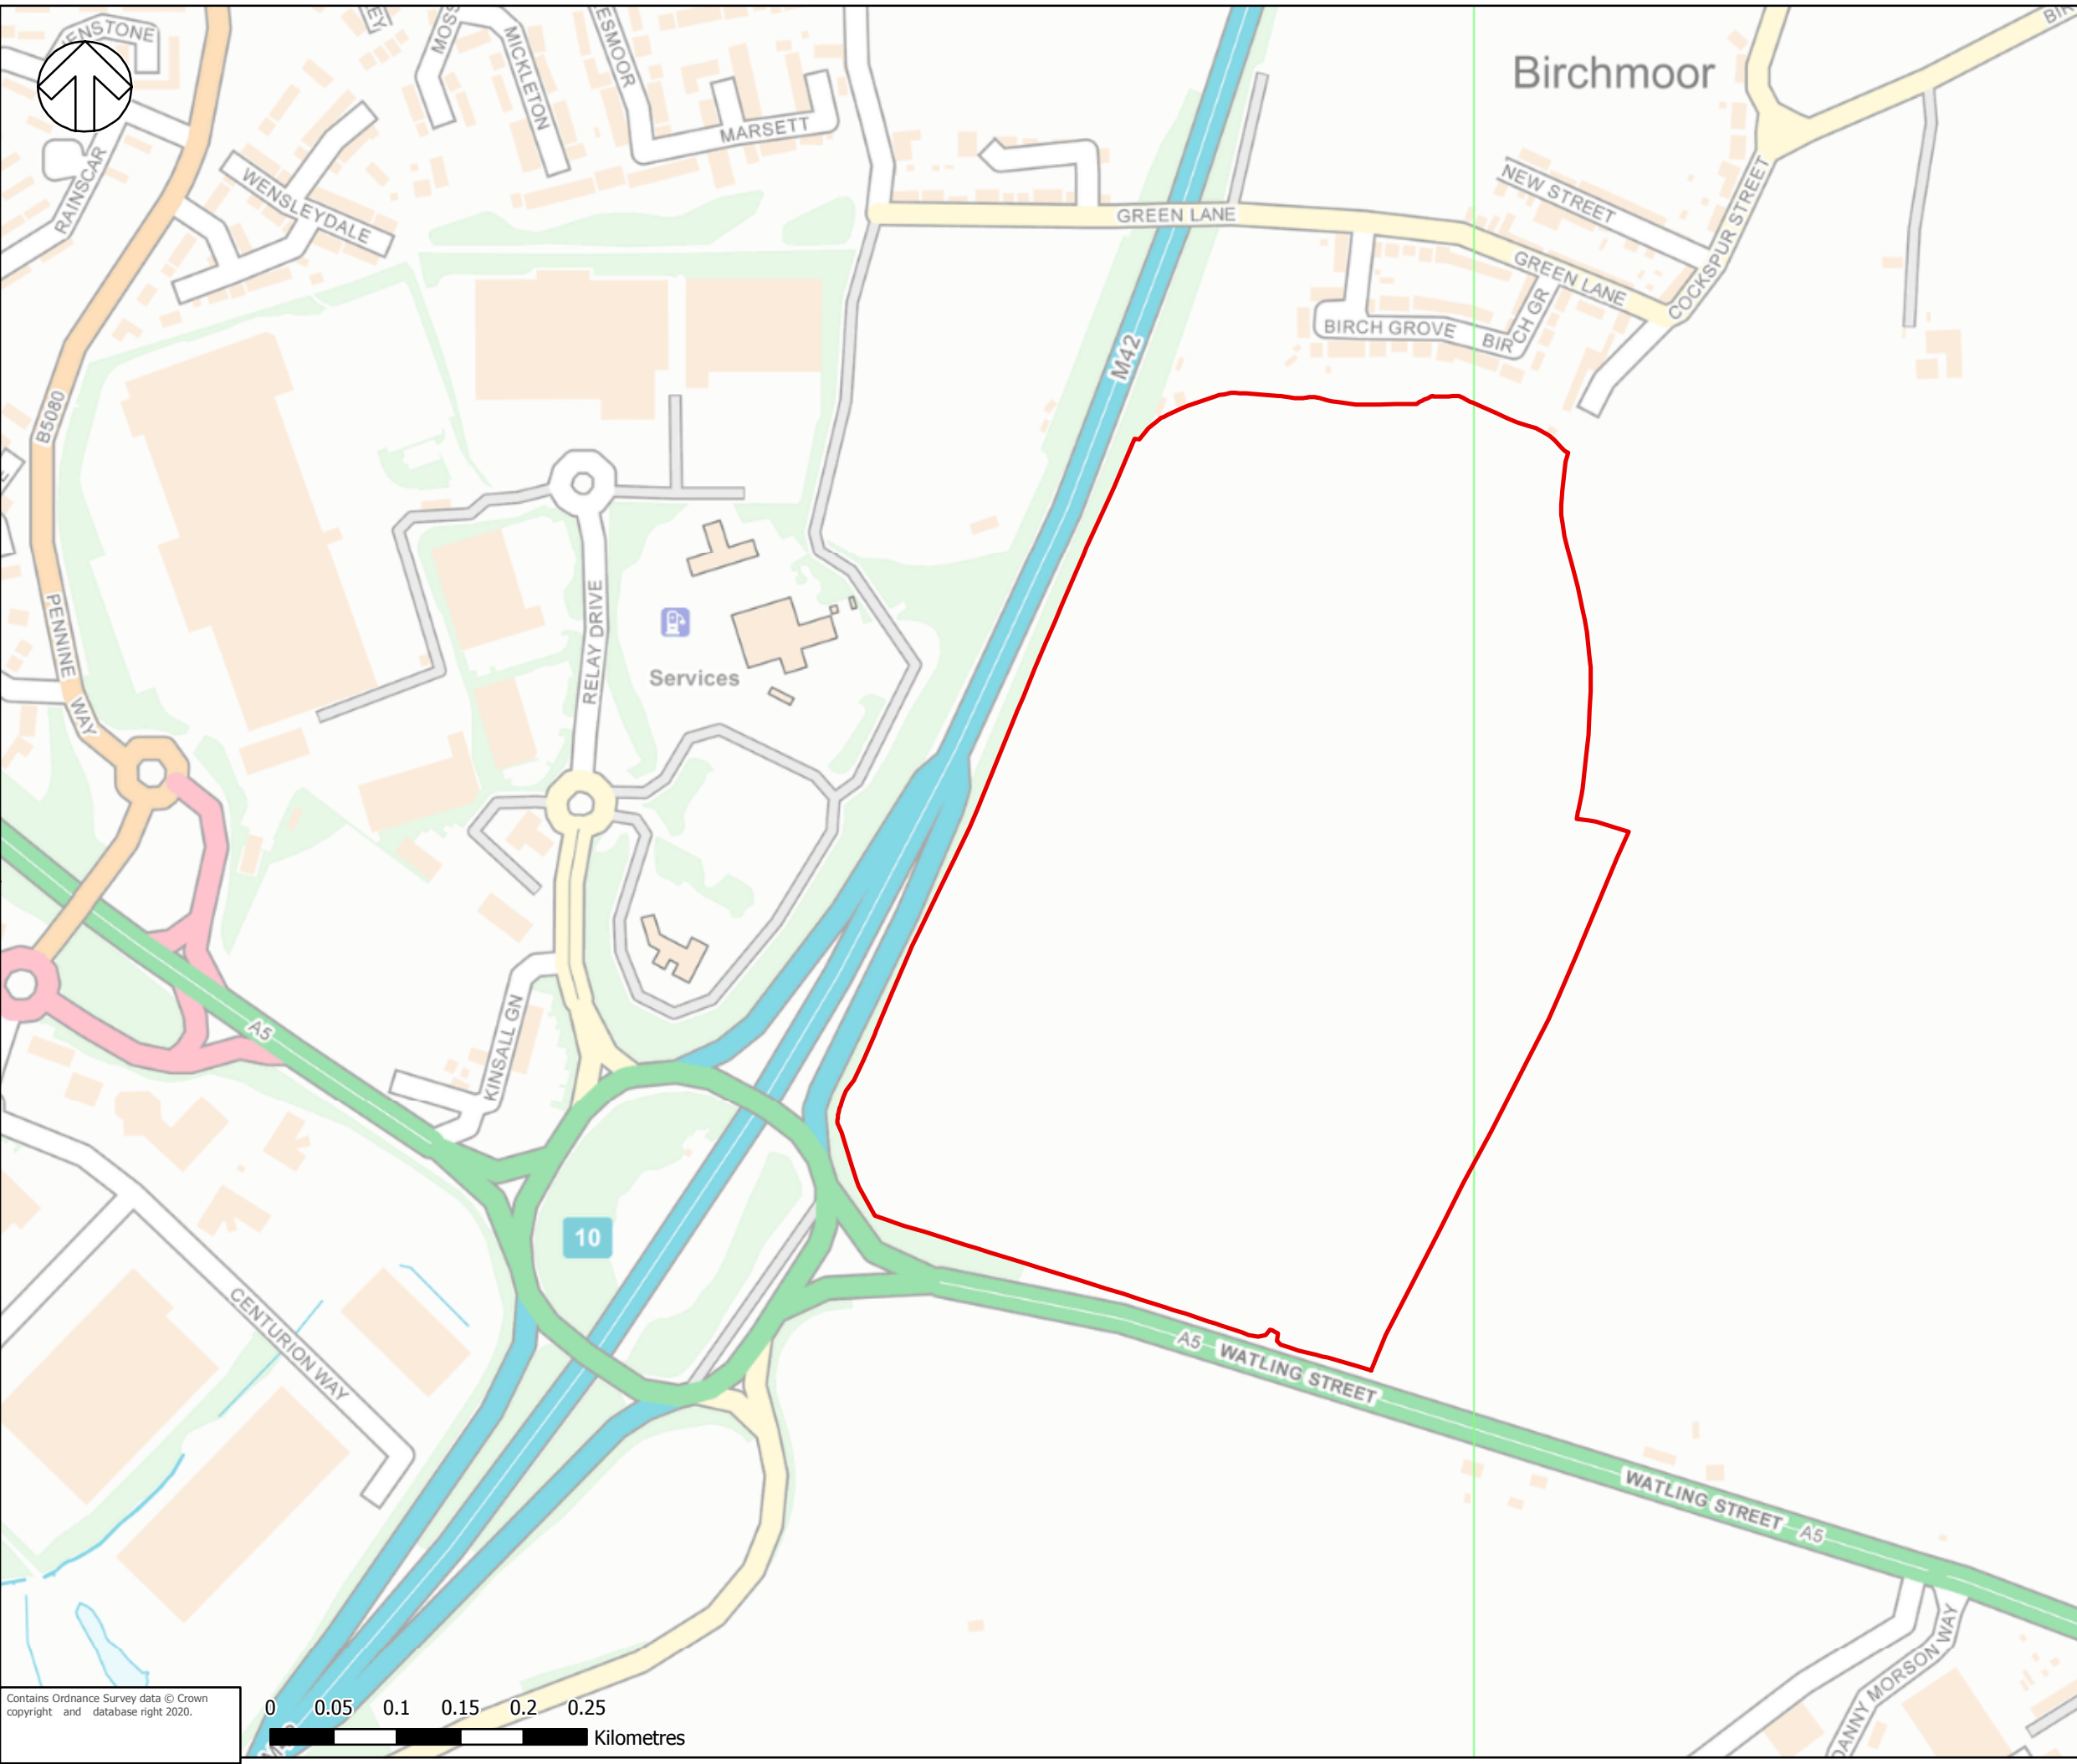 Birchmoor
MICKLETON
MARSETT
RAINSCAR
WENSLEYDALE
GREEN LANE
NEW STREET
COCKSPUR STREET
GREEN LANE
BIRCH GROVE
BIRCH GR
M42
B5080
PENNINE WAY
RELAY DRIVE
Services
A5
KINSALL GN
10
CENTURION WAY
A5 WATLING STREET
WATLING STREET A5
DANNY MORSON WAY
Contains Ordnance Survey data © Crown
copyright and database right 2020.
0 0.05 0.1 0.15 0.2 0.25
Kilometres